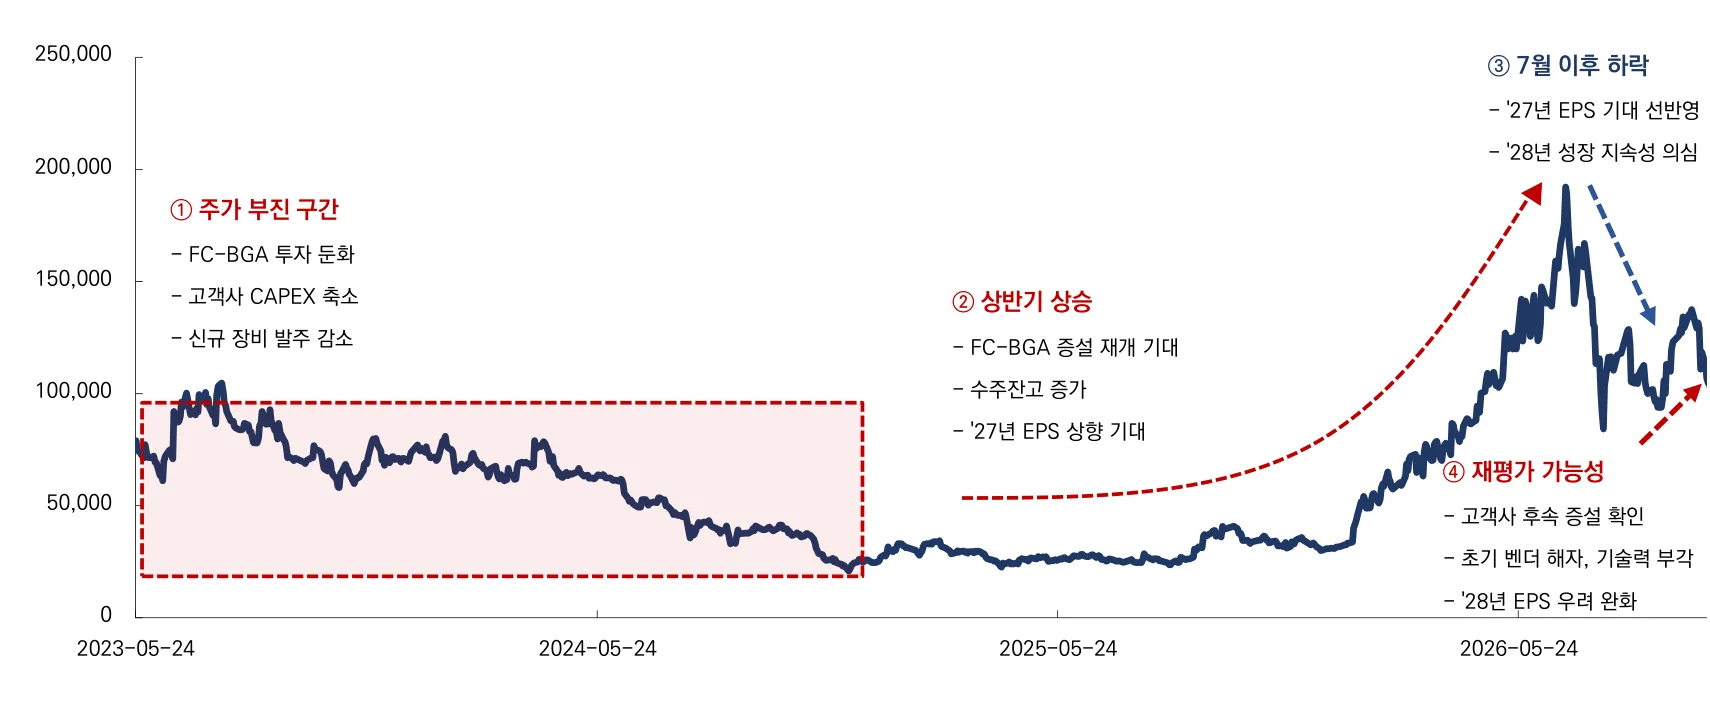 250,000
200,000
150,000
100,000
50,000
0
2023-05-24
2024-05-24
2025-05-24
2026-05-24
① 주가 부진 구간
- FC-BGA 투자 둔화
- 고객사 CAPEX 축소
- 신규 장비 발주 감소
② 상반기 상승
- FC-BGA 증설 재개 기대
- 수주잔고 증가
- '27년 EPS 상향 기대
③ 7월 이후 하락
- '27년 EPS 기대 선반영
- '28년 성장 지속성 의심
④ 재평가 가능성
- 고객사 후속 증설 확인
- 초기 벤더 해자, 기술력 부각
- '28년 EPS 우려 완화